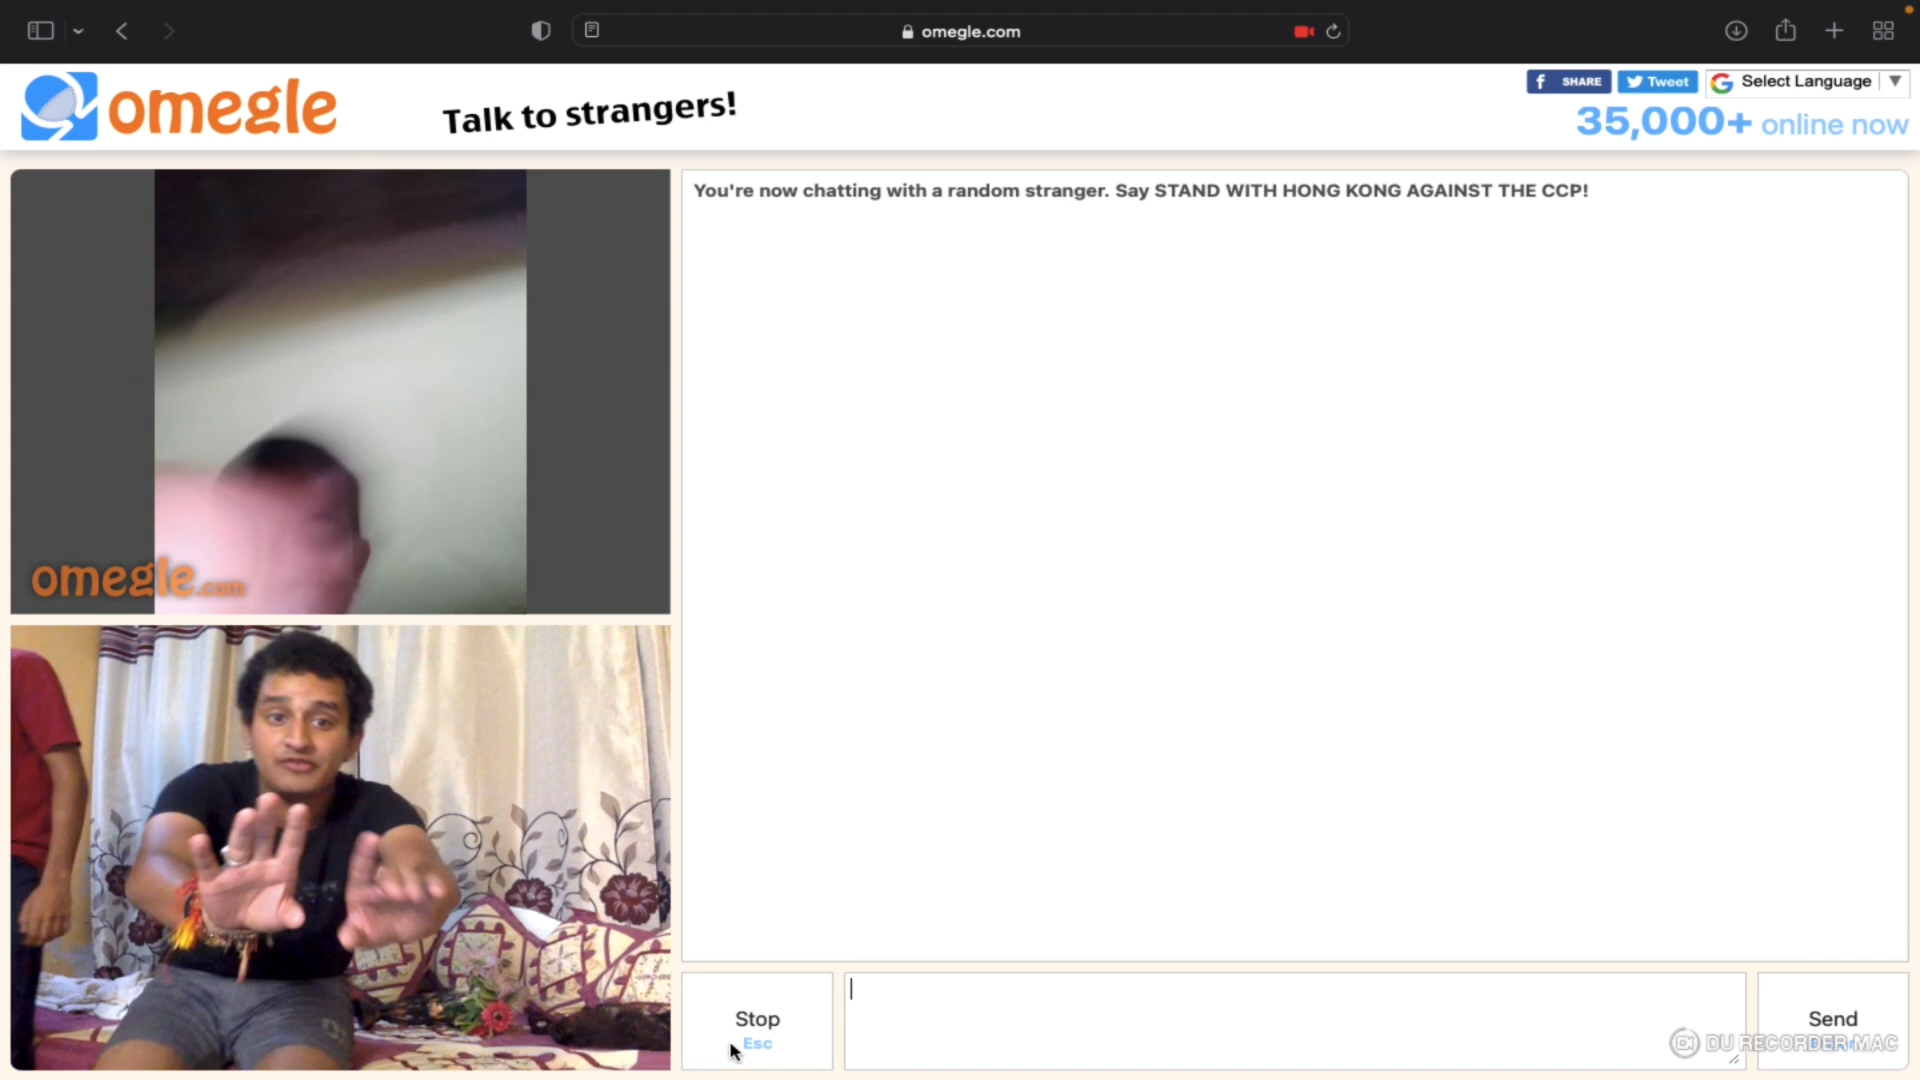 omegle.com
omegle
Talk to strangers!
SHARE
Tweet
Select Language
35,000+ online now
You're now chatting with a random stranger. Say STAND WITH HONG KONG AGAINST THE CCP!
omegle.com
Stop
Esc
Send
DU RECORDER MAC